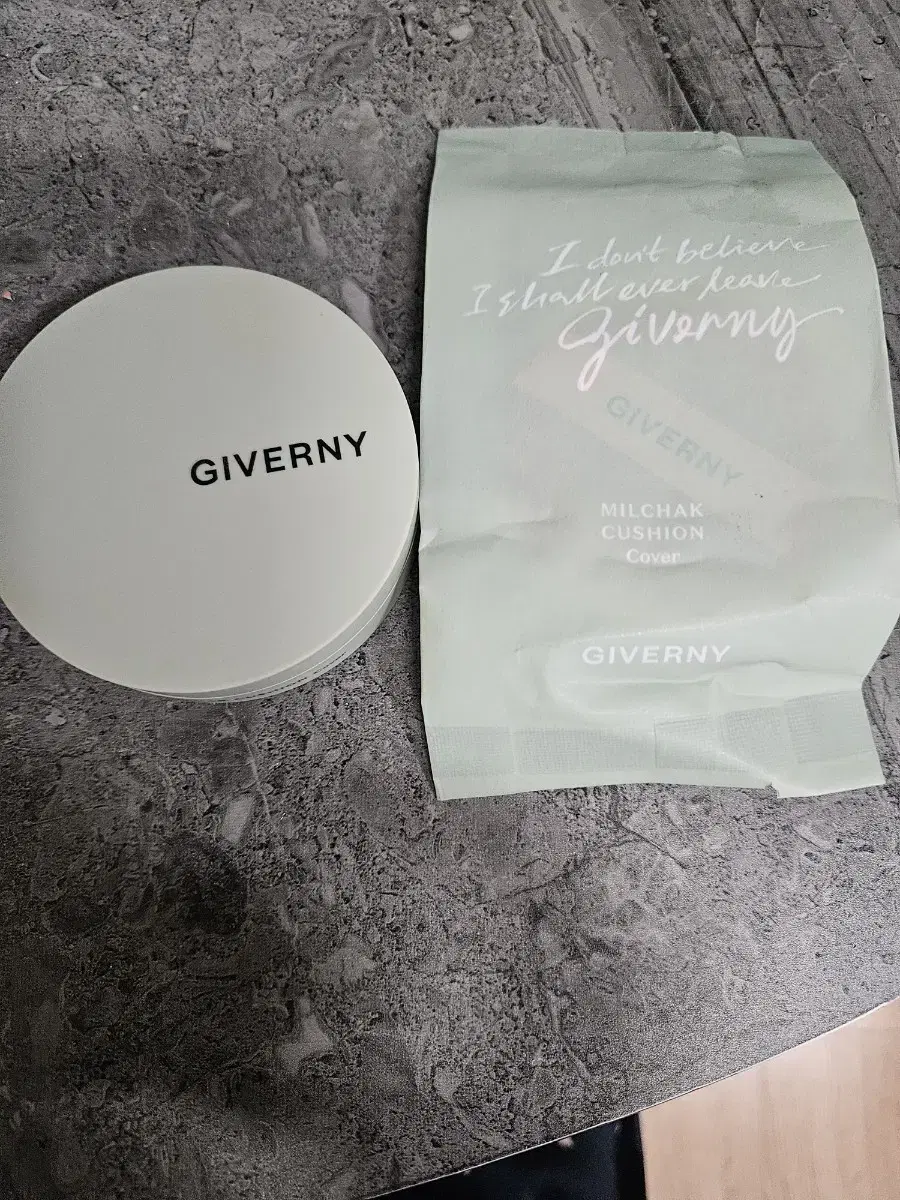 GIVERNY
I don't believe
I shall ever leave
Giverny
GIVERNY
MILCHAK
CUSHION
Cover
GIVERNY